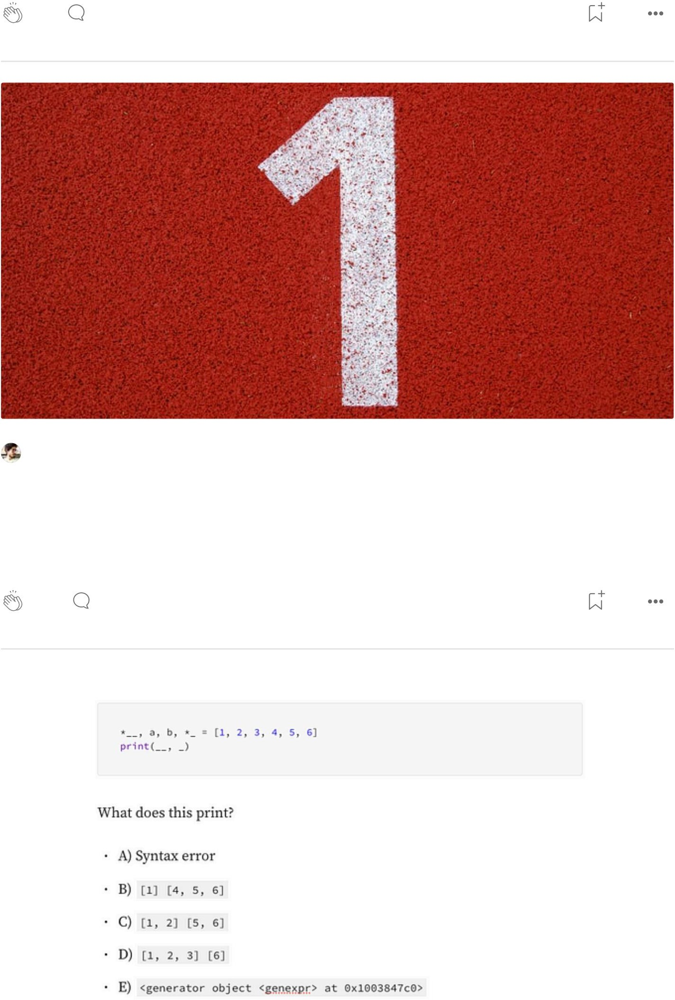 1
*__, a, b, *_ = [1, 2, 3, 4, 5, 6]
print(__, _)
What does this print?
• A) Syntax error
• B) [1] [4, 5, 6]
• C) [1, 2] [5, 6]
• D) [1, 2, 3] [6]
• E) <generator object <genexpr> at 0x1003847c0>